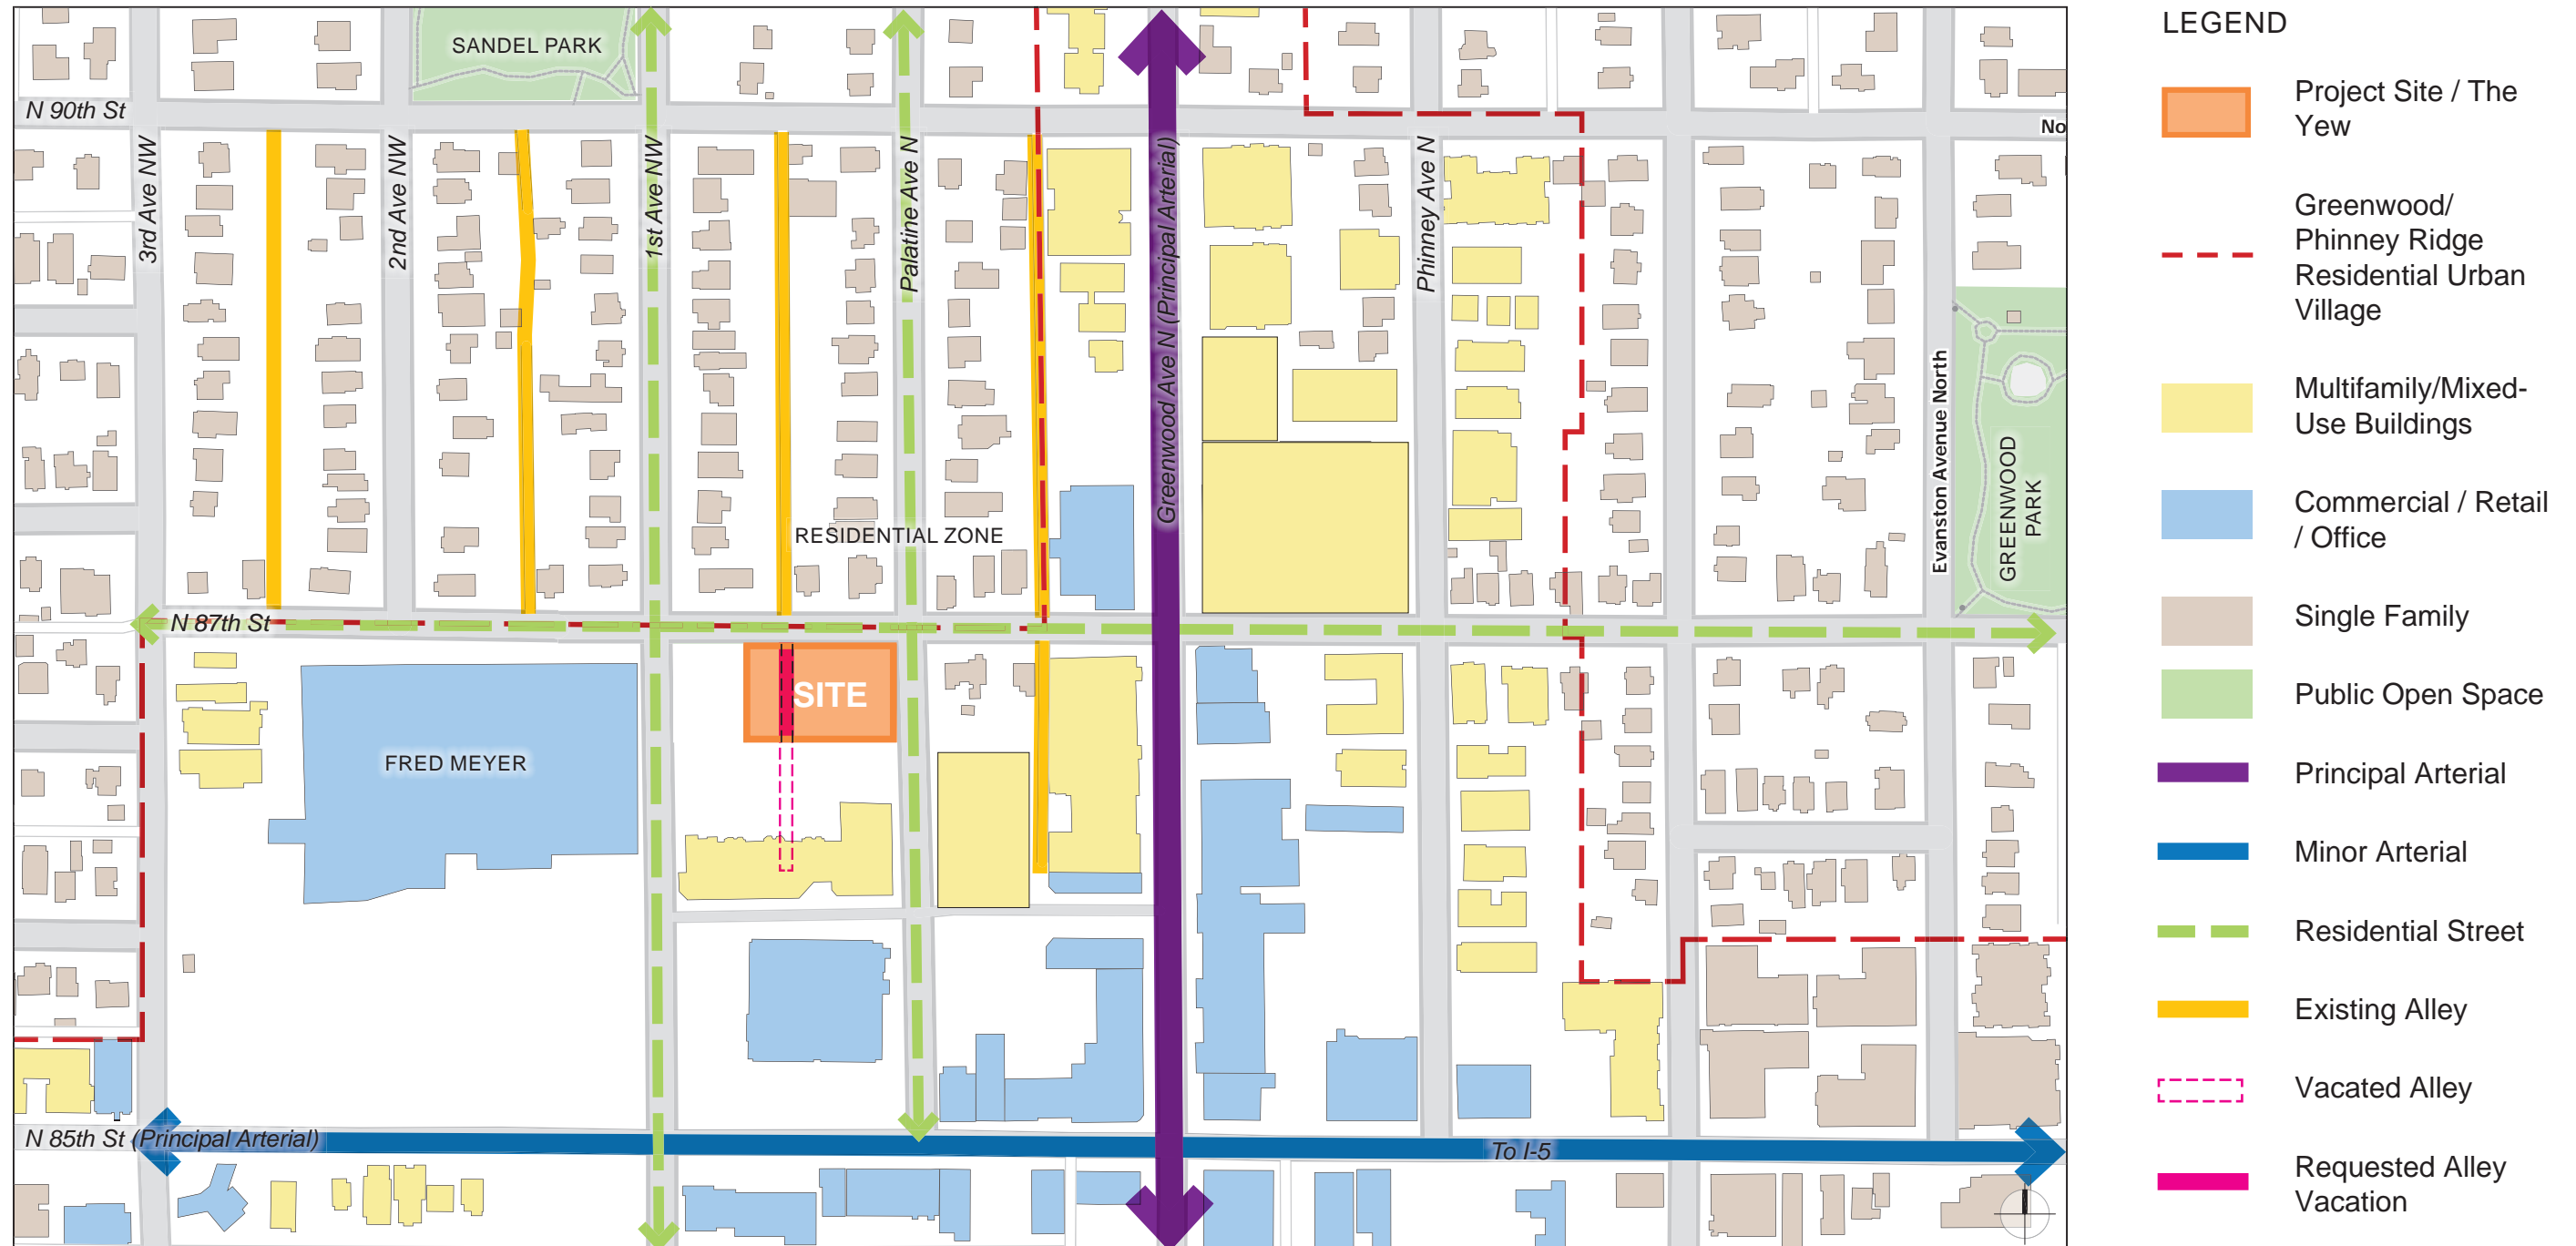 SANDEL PARK
N 90th St
No
3rd Ave NW
2nd Ave NW
1st Ave NW
Palatine Ave N
Greenwood Ave N (Principal Arterial)
Phinney Ave N
Evanston Avenue North
GREENWOOD
PARK
RESIDENTIAL ZONE
N 87th St
SITE
FRED MEYER
N 85th St (Principal Arterial)
To I-5
LEGEND
Project Site / The
Yew
Greenwood/
Phinney Ridge
Residential Urban
Village
Multifamily/Mixed-
Use Buildings
Commercial / Retail
/ Office
Single Family
Public Open Space
Principal Arterial
Minor Arterial
Residential Street
Existing Alley
Vacated Alley
Requested Alley
Vacation